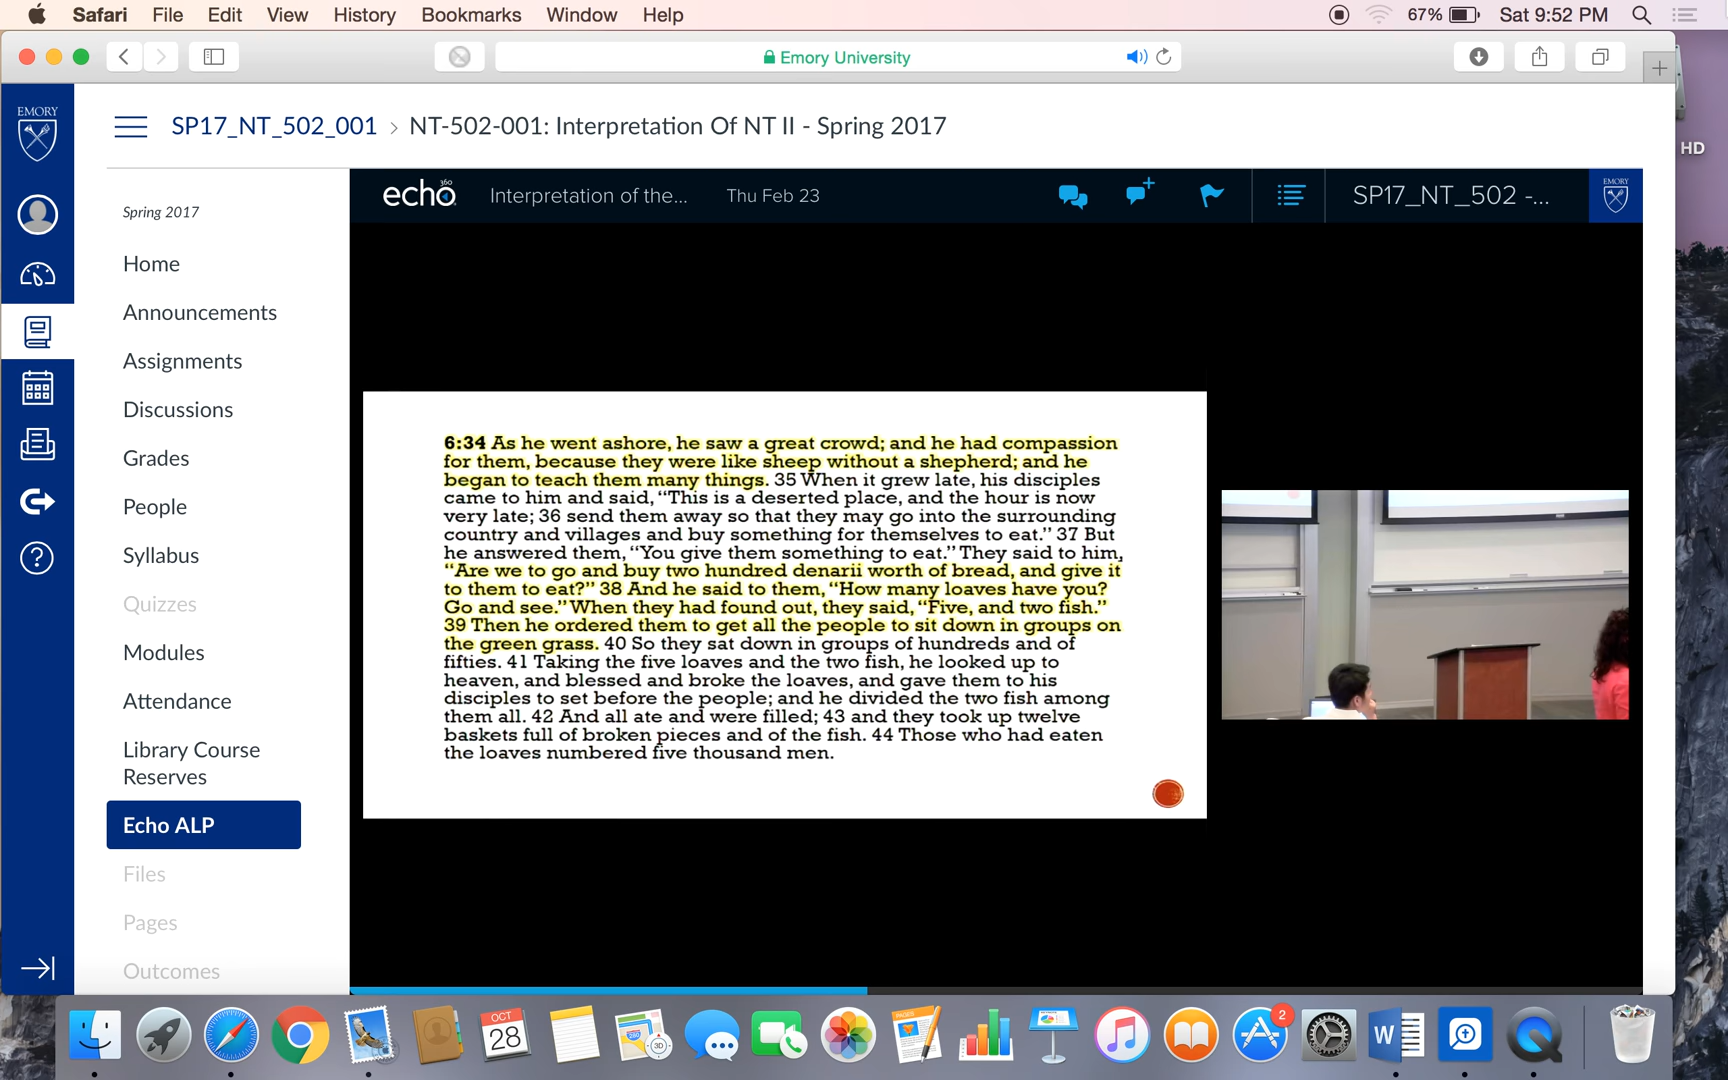 Safari File Edit View History Bookmarks Window Help 67% Sat 9:52 PM
Emory University
HD
EMORY
SP17_NT_502_001 › NT-502-001: Interpretation Of NT II - Spring 2017
echo 360 Interpretation of the... Thu Feb 23 SP17_NT_502 -... EMORY
Spring 2017
Home
Announcements
Assignments
Discussions
Grades
People
Syllabus
Quizzes
Modules
Attendance
Library Course
Reserves
Echo ALP
Files
Pages
Outcomes
6:34 As he went ashore, he saw a great crowd; and he had compassion
for them, because they were like sheep without a shepherd; and he
began to teach them many things. 35 When it grew late, his disciples
came to him and said, “This is a deserted place, and the hour is now
very late; 36 send them away so that they may go into the surrounding
country and villages and buy something for themselves to eat.” 37 But
he answered them, “You give them something to eat.” They said to him,
“Are we to go and buy two hundred denarii worth of bread, and give it
to them to eat?” 38 And he said to them, “How many loaves have you?
Go and see.” When they had found out, they said, “Five, and two fish.”
39 Then he ordered them to get all the people to sit down in groups on
the green grass. 40 So they sat down in groups of hundreds and of
fifties. 41 Taking the five loaves and the two fish, he looked up to
heaven, and blessed and broke the loaves, and gave them to his
disciples to set before the people; and he divided the two fish among
them all. 42 And all ate and were filled; 43 and they took up twelve
baskets full of broken pieces and of the fish. 44 Those who had eaten
the loaves numbered five thousand men.
OCT
28
3D
PAGES
2
W